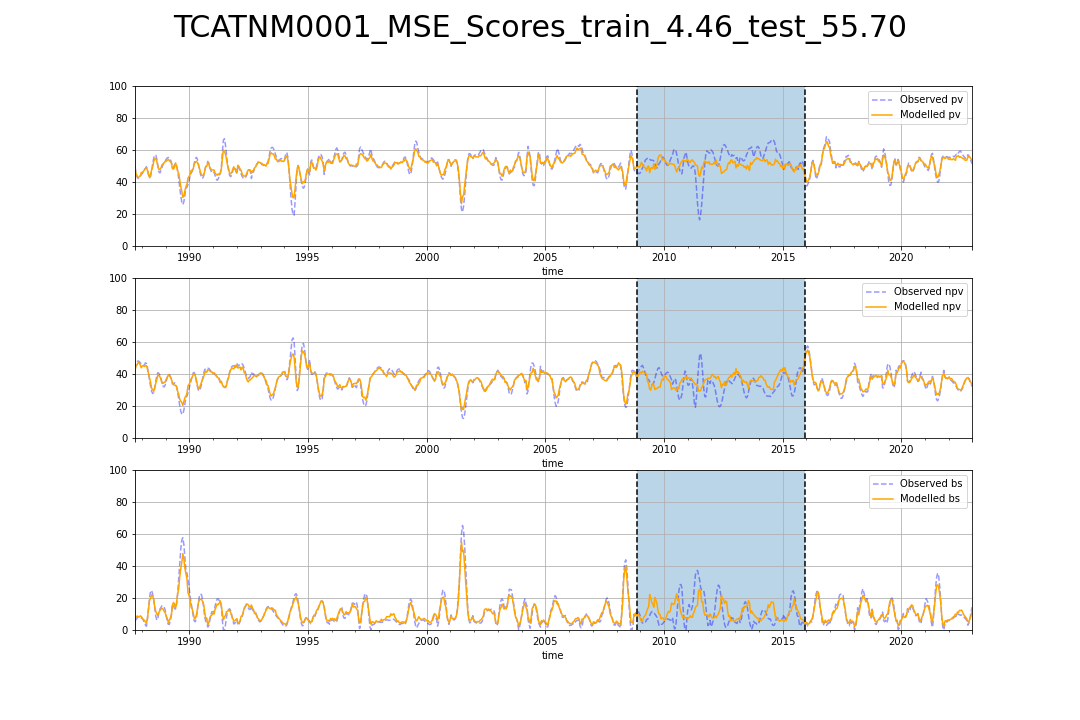 TCATNM0001_MSE_Scores_train_4.46_test_55.70
100
80
60
40
20
0
Observed pv
Modelled pv
1990 1995 2000 2005 2010 2015 2020
time
100
80
60
40
20
0
Observed npv
Modelled npv
1990 1995 2000 2005 2010 2015 2020
time
100
80
60
40
20
0
Observed bs
Modelled bs
1990 1995 2000 2005 2010 2015 2020
time